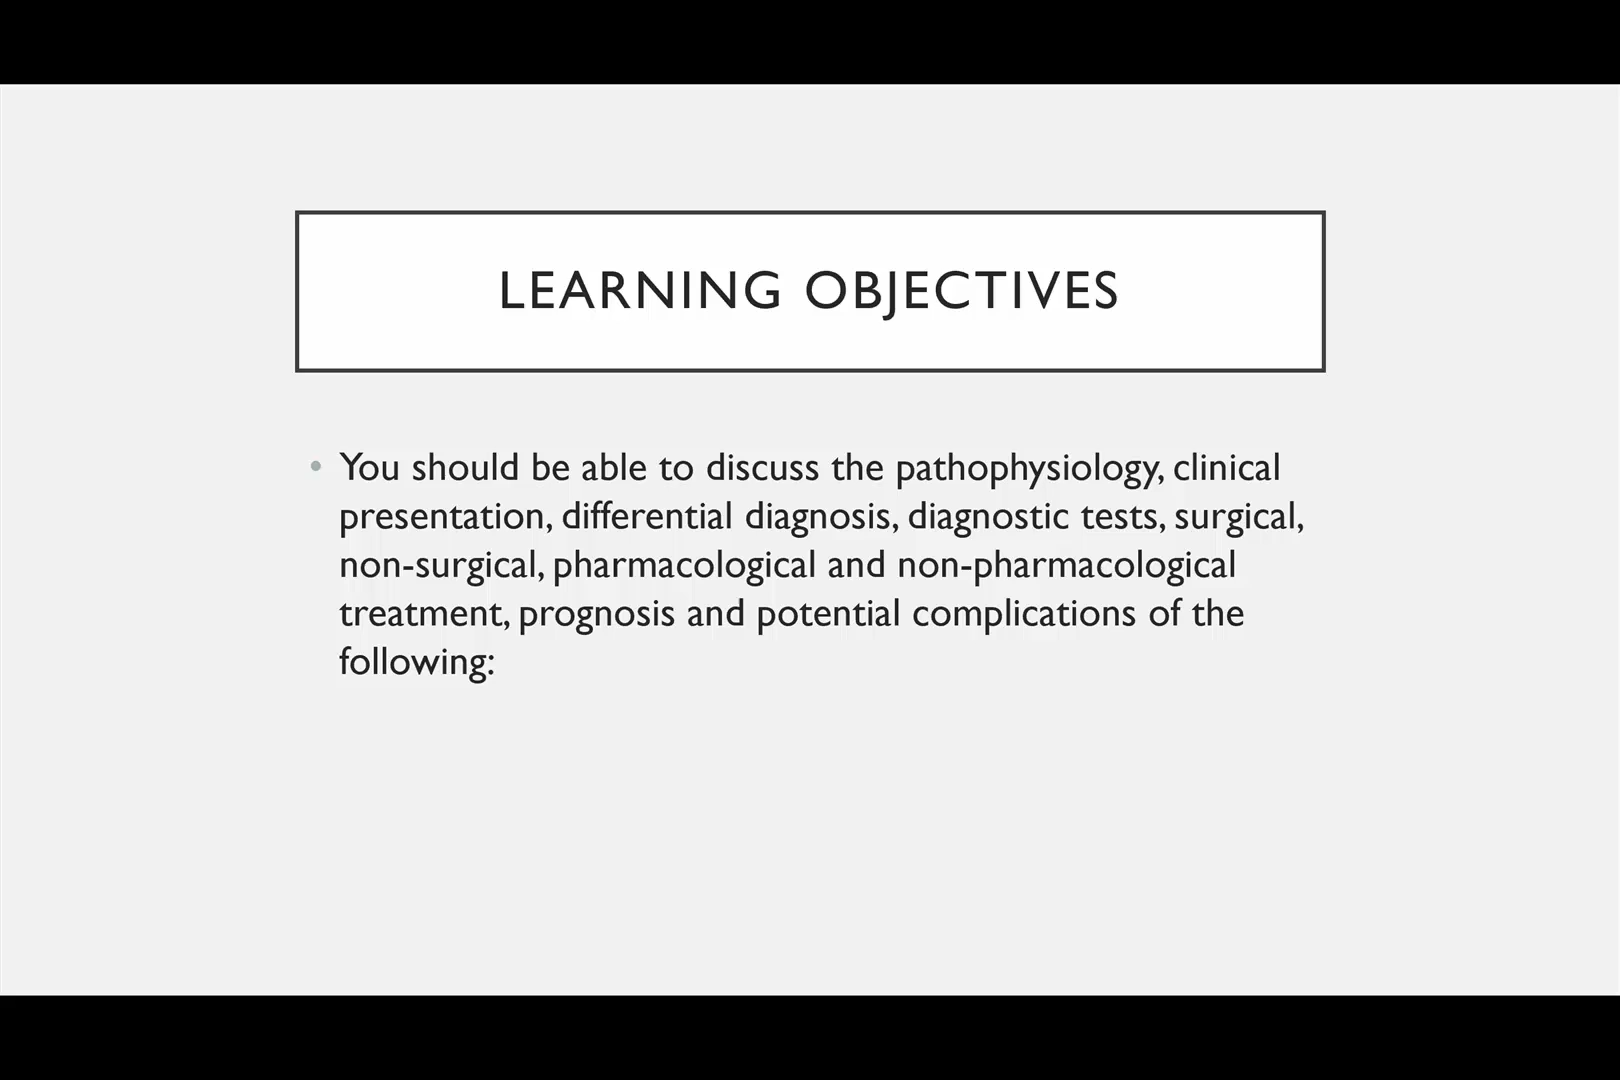 LEARNING OBJECTIVES
• You should be able to discuss the pathophysiology, clinical
presentation, differential diagnosis, diagnostic tests, surgical,
non-surgical, pharmacological and non-pharmacological
treatment, prognosis and potential complications of the
following: